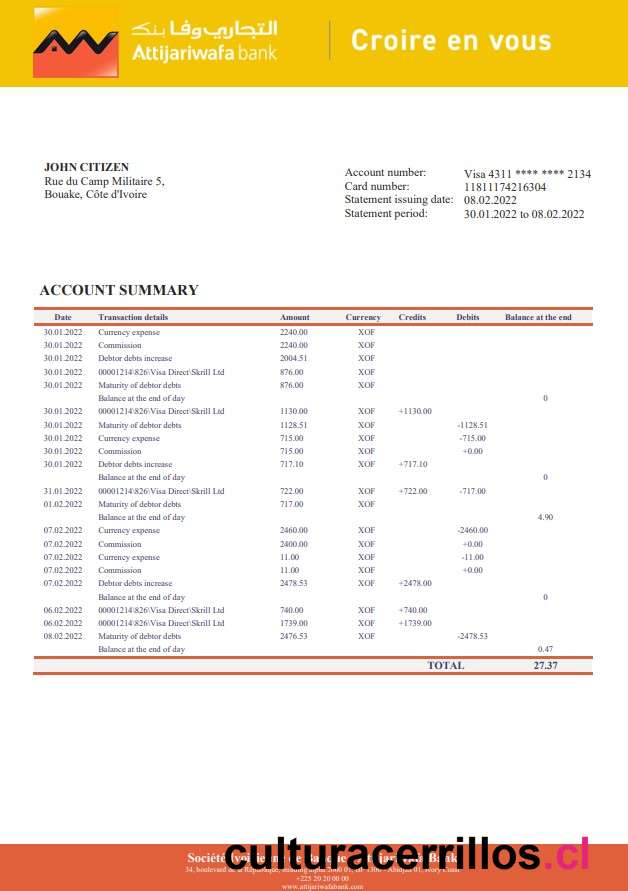 التجاري وفا بنك
Attijariwafa bank
Croire en vous
JOHN CITIZEN
Rue du Camp Militaire 5,
Bouake, Côte d'Ivoire
Account number: Visa 4311 **** **** 2134
Card number: 11811174216304
Statement issuing date: 08.02.2022
Statement period: 30.01.2022 to 08.02.2022
ACCOUNT SUMMARY
Date Transaction details Amount Currency Credits Debits Balance at the end
30.01.2022 Currency expense 2240.00 XOF
30.01.2022 Commission 2240.00 XOF
30.01.2022 Debtor debts increase 2004.51 XOF
30.01.2022 00001214\826\Visa Direct\Skrill Ltd 876.00 XOF
30.01.2022 Maturity of debtor debts 876.00 XOF
Balance at the end of day 0
30.01.2022 00001214\826\Visa Direct\Skrill Ltd 1130.00 XOF +1130.00
30.01.2022 Maturity of debtor debts 1128.51 XOF -1128.51
30.01.2022 Currency expense 715.00 XOF -715.00
30.01.2022 Commission 715.00 XOF +0.00
30.01.2022 Debtor debts increase 717.10 XOF +717.10
Balance at the end of day 0
31.01.2022 00001214\826\Visa Direct\Skrill Ltd 722.00 XOF +722.00 -717.00
01.02.2022 Maturity of debtor debts 717.00 XOF
Balance at the end of day 4.90
07.02.2022 Currency expense 2460.00 XOF -2460.00
07.02.2022 Commission 2400.00 XOF +0.00
07.02.2022 Currency expense 11.00 XOF -11.00
07.02.2022 Commission 11.00 XOF +0.00
07.02.2022 Debtor debts increase 2478.53 XOF +2478.00
Balance at the end of day 0
06.02.2022 00001214\826\Visa Direct\Skrill Ltd 740.00 XOF +740.00
06.02.2022 00001214\826\Visa Direct\Skrill Ltd 1739.00 XOF +1739.00
08.02.2022 Maturity of debtor debts 2476.53 XOF -2478.53
Balance at the end of day 0.47
TOTAL 27.37
culturacerrillos.cl
Société de Banque Attijariwafa Bank
34, boulevard de la République,
+225 20 20 00 00
www.attijariwafabank.com